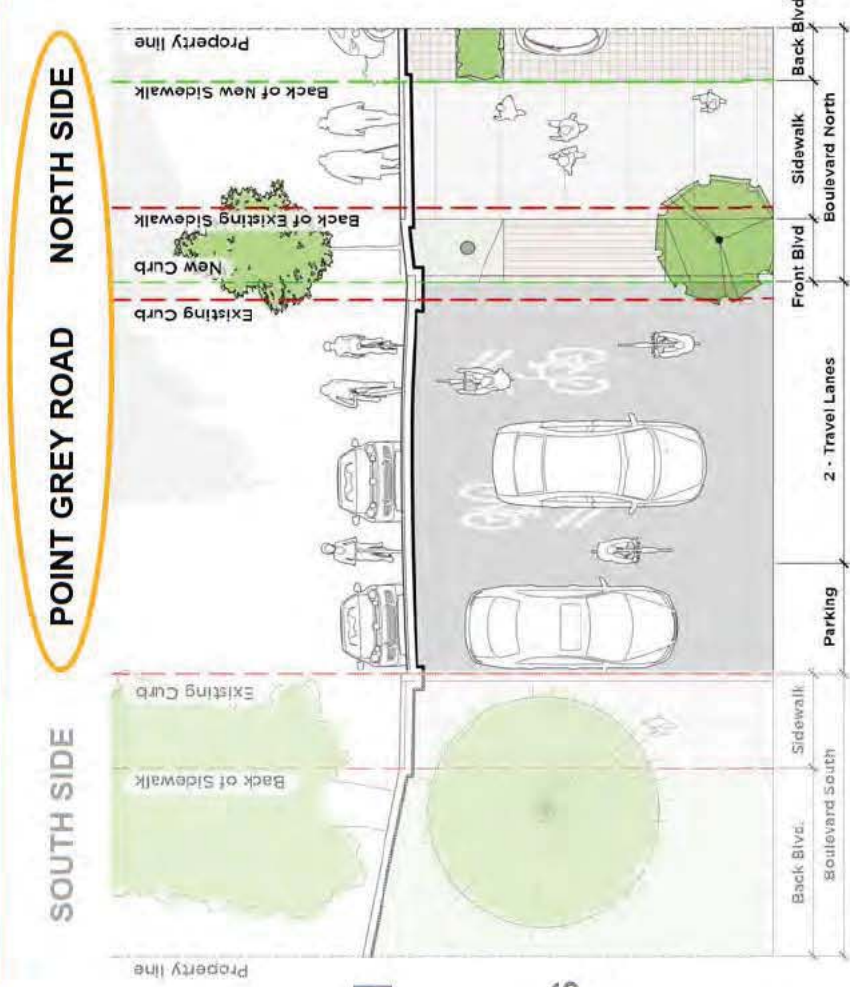 SOUTH SIDE
POINT GREY ROAD
NORTH SIDE
Property line
Back of Sidewalk
Existing Curb
Existing Curb
New Curb
Back of Existing Sidewalk
Back of New Sidewalk
Property line
Back Blvd.
Sidewalk
Parking
2 - Travel Lanes
Front Blvd
Sidewalk
Back Blvd
Boulevard South
Boulevard North